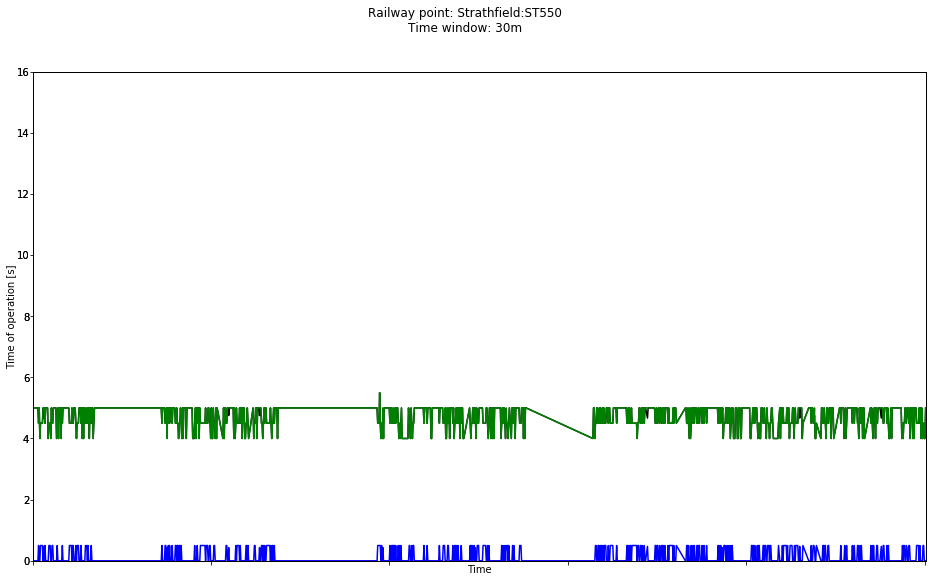 Railway point: Strathfield:ST550
Time window: 30m
16
14
12
10
8
6
4
2
0
Time of operation [s]
Time